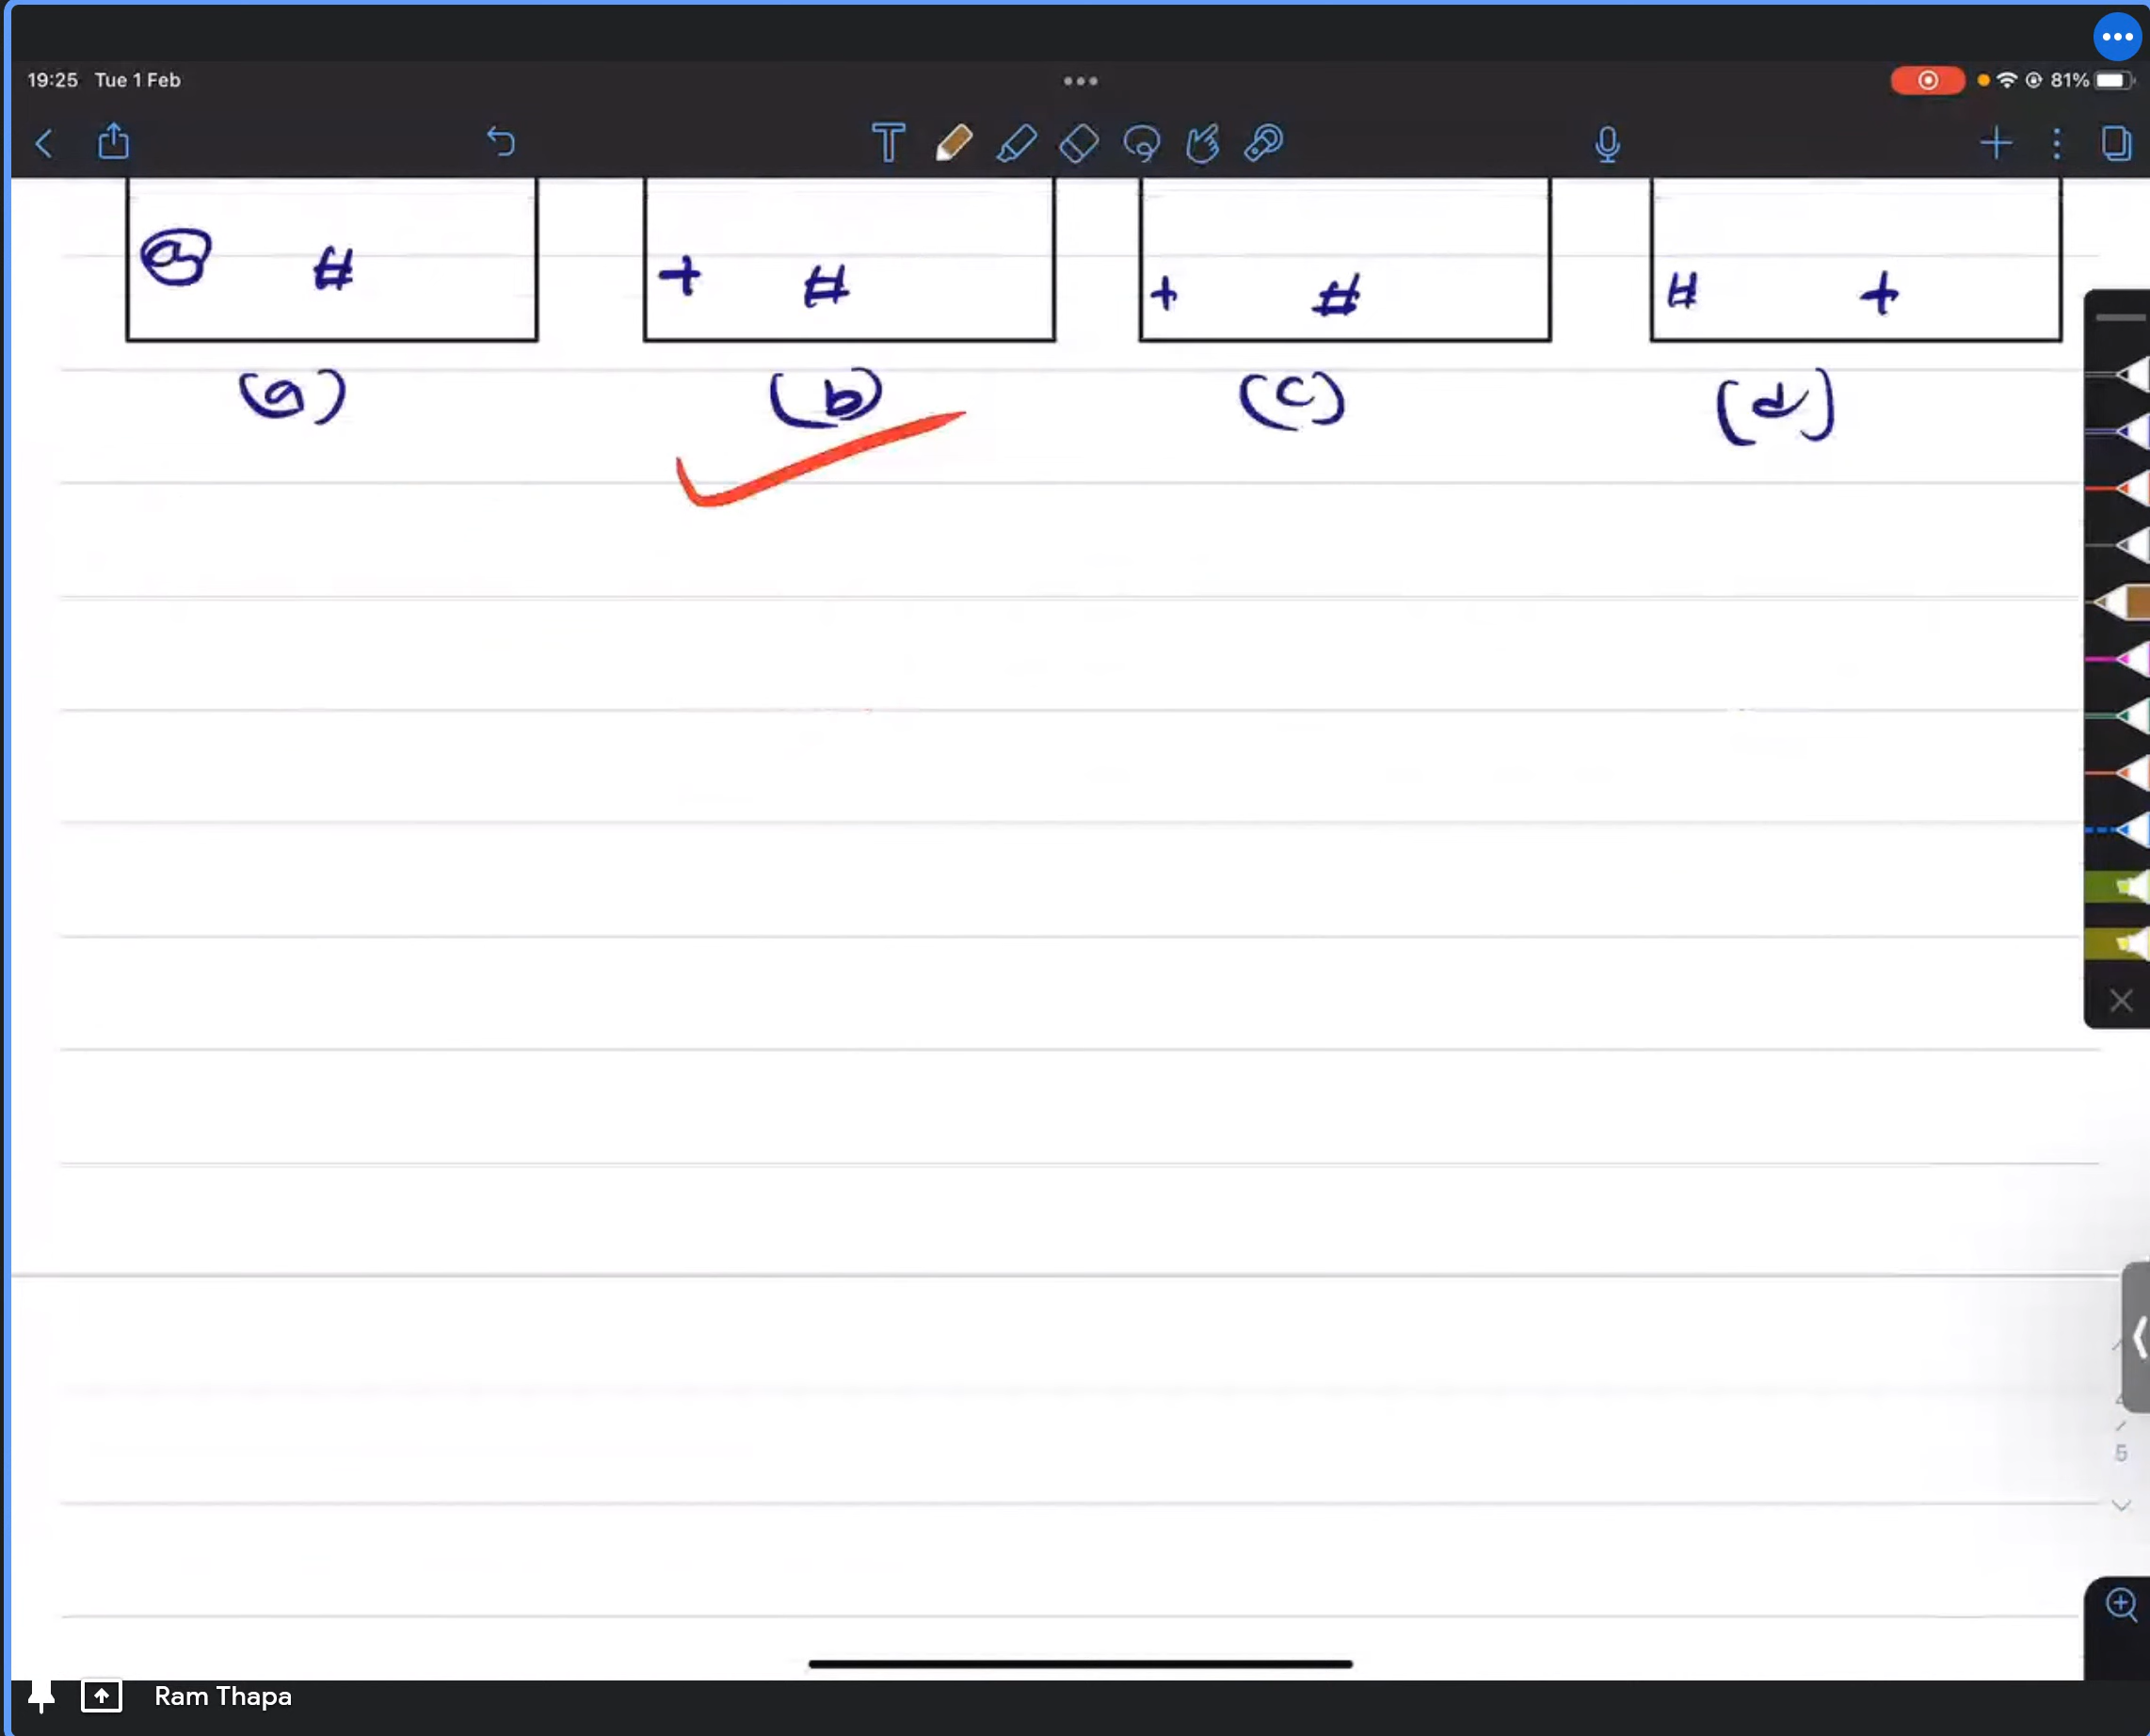 19:25 Tue 1 Feb
81%
# + # + # # +
(a) (b) (c) (d)
5
Ram Thapa